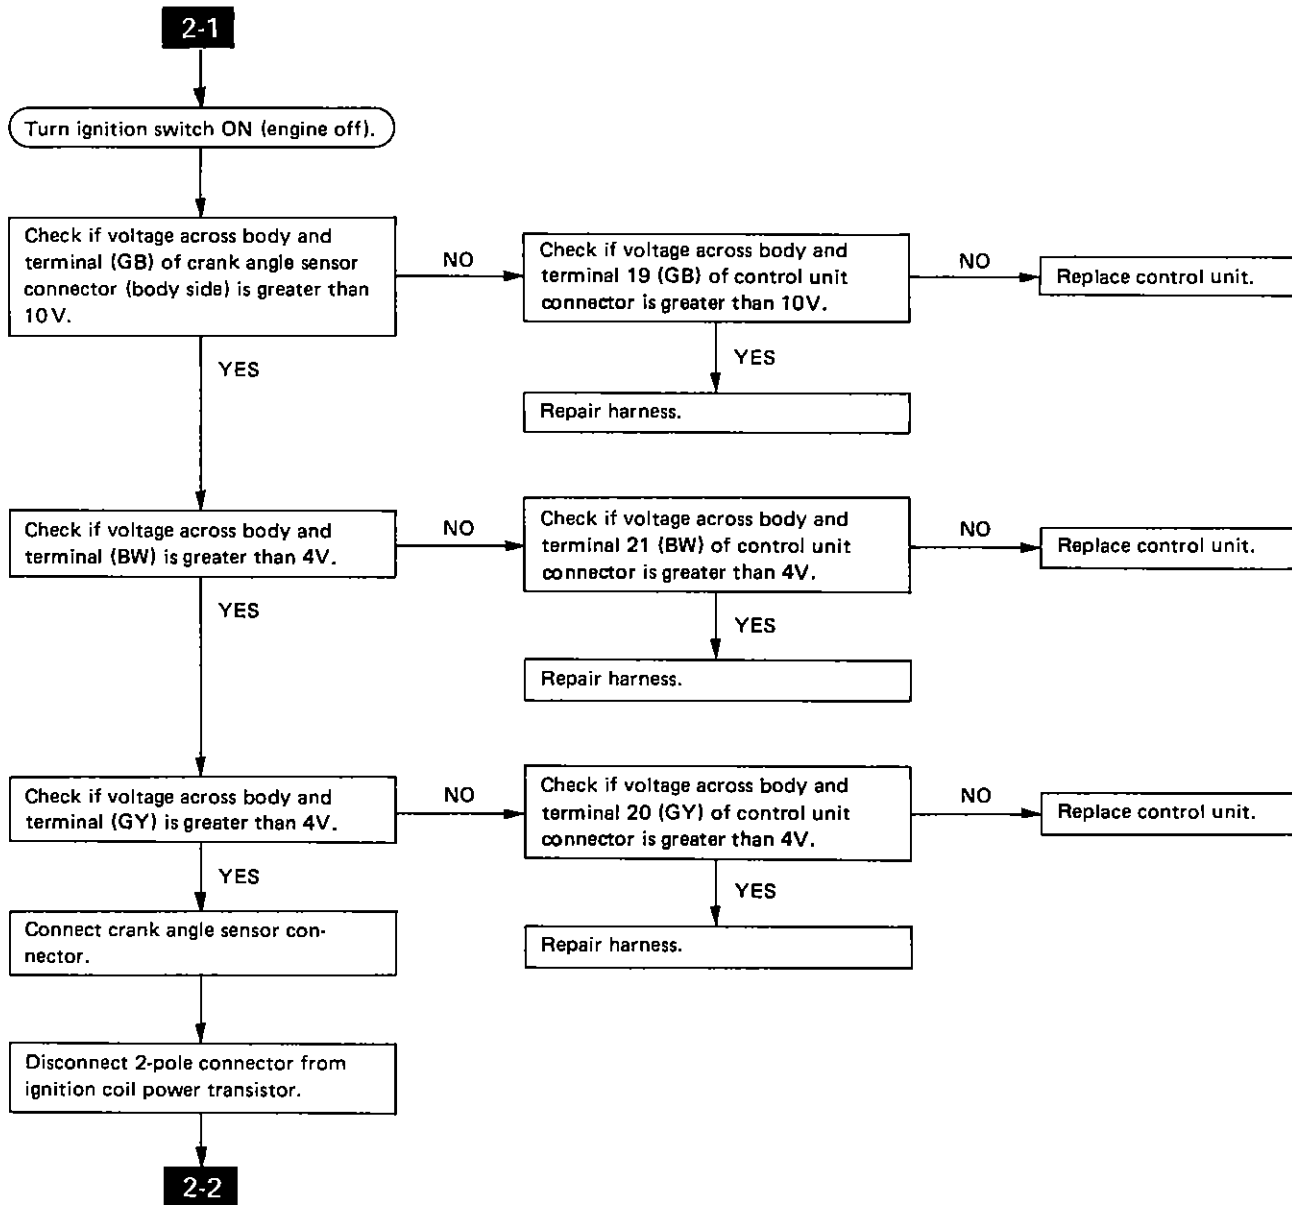 2-1
Turn ignition switch ON (engine off).
Check if voltage across body and
terminal (GB) of crank angle sensor
connector (body side) is greater than
10V.
NO
Check if voltage across body and
terminal 19 (GB) of control unit
connector is greater than 10V.
NO
Replace control unit.
YES
YES
Repair harness.
Check if voltage across body and
terminal (BW) is greater than 4V.
NO
Check if voltage across body and
terminal 21 (BW) of control unit
connector is greater than 4V.
NO
Replace control unit.
YES
YES
Repair harness.
Check if voltage across body and
terminal (GY) is greater than 4V.
NO
Check if voltage across body and
terminal 20 (GY) of control unit
connector is greater than 4V.
NO
Replace control unit.
YES
YES
Connect crank angle sensor con-
nector.
Repair harness.
Disconnect 2-pole connector from
ignition coil power transistor.
2-2